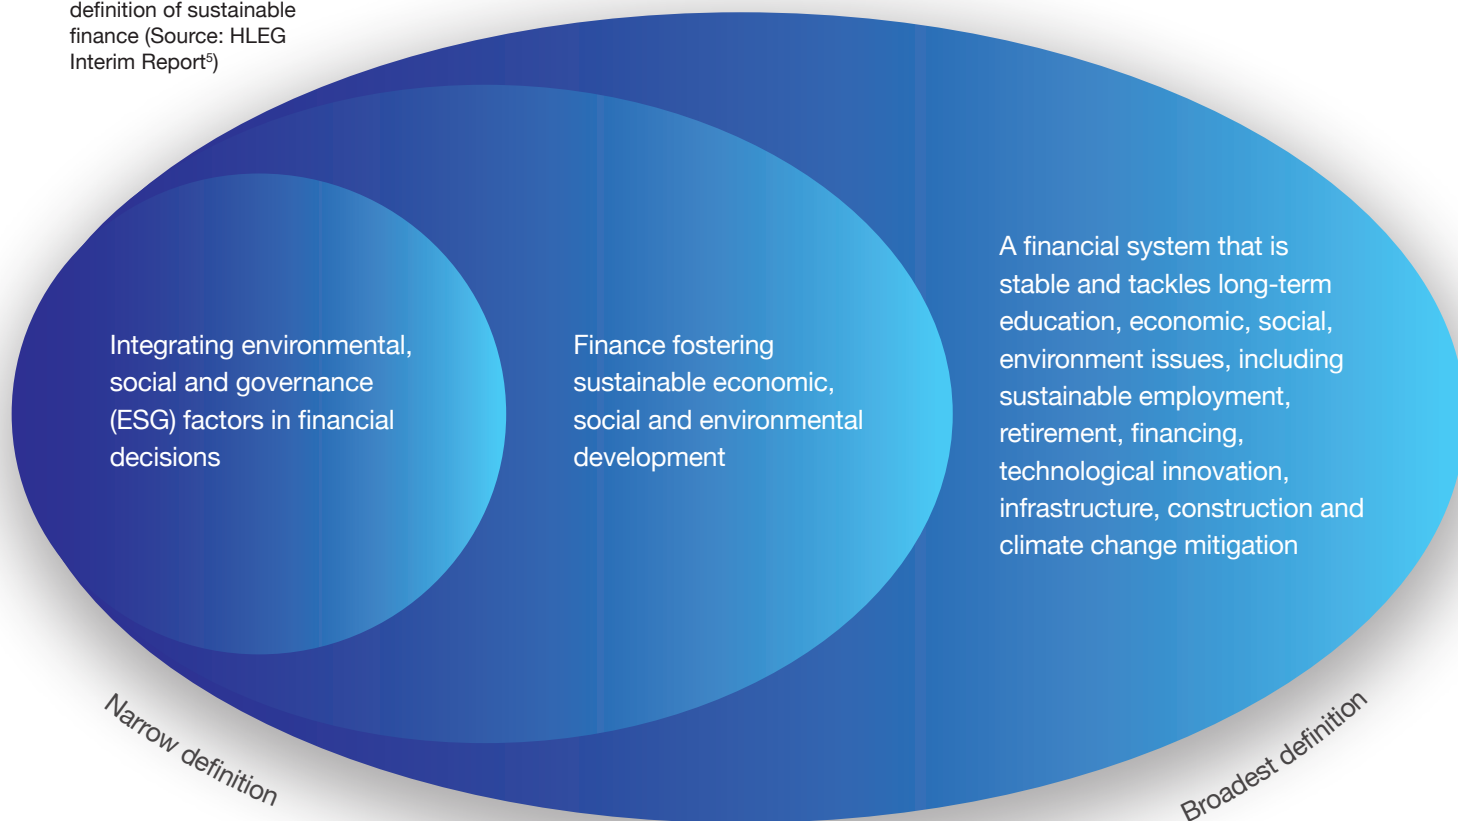 definition of sustainable
finance (Source: HLEG
Interim Report⁵)
Integrating environmental,
social and governance
(ESG) factors in financial
decisions
Finance fostering
sustainable economic,
social and environmental
development
A financial system that is
stable and tackles long-term
education, economic, social,
environment issues, including
sustainable employment,
retirement, financing,
technological innovation,
infrastructure, construction and
climate change mitigation
Narrow definition
Broadest definition